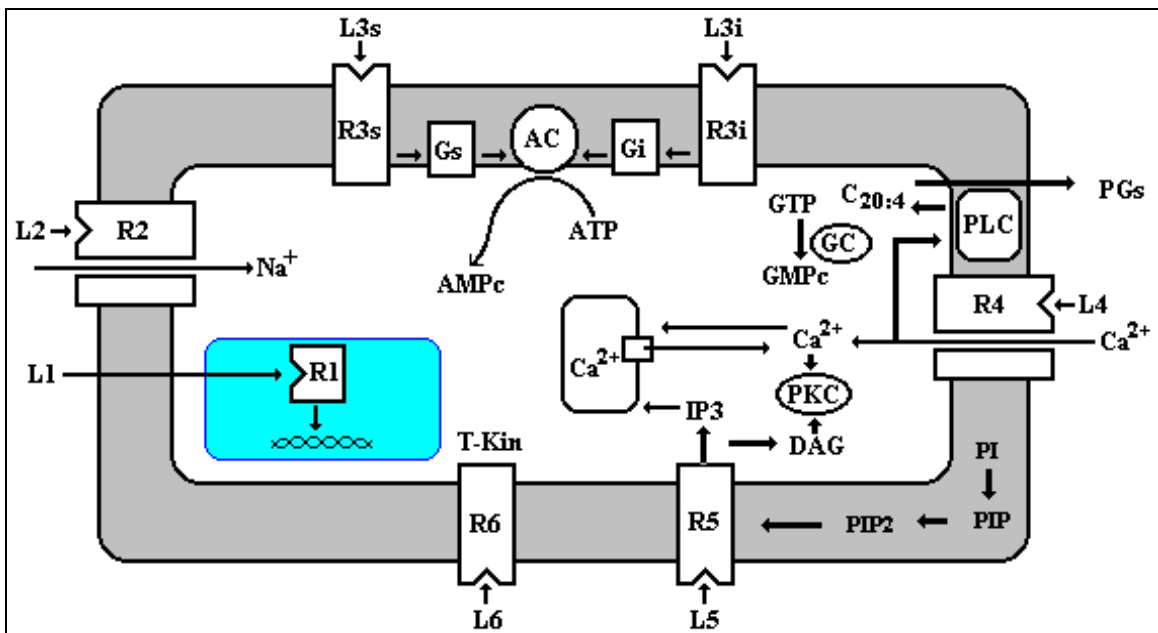 L3s
L3i
R3s
Gs
AC
Gi
R3i
L2
R2
Na+
AMPc
ATP
GTP
GC
GMPc
C20:4
PLC
PGs
R4
L4
L1
R1
Ca2+
Ca2+
Ca2+
PKC
IP3
DAG
T-Kin
R6
R5
PI
PIP
PIP2
L6
L5